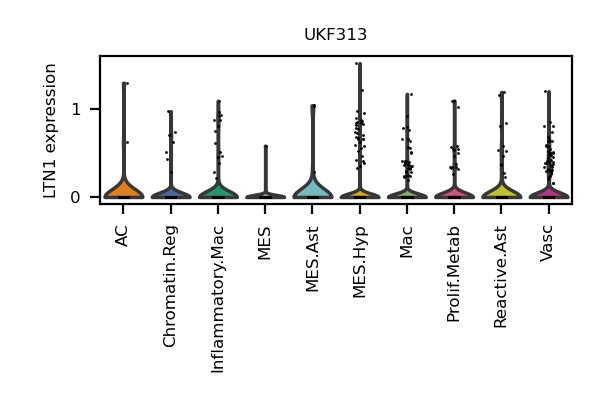 UKF313
LTN1 expression
1
0
AC
Chromatin.Reg
Inflammatory.Mac
MES
MES.Ast
MES.Hyp
Mac
Prolif.Metab
Reactive.Ast
Vasc